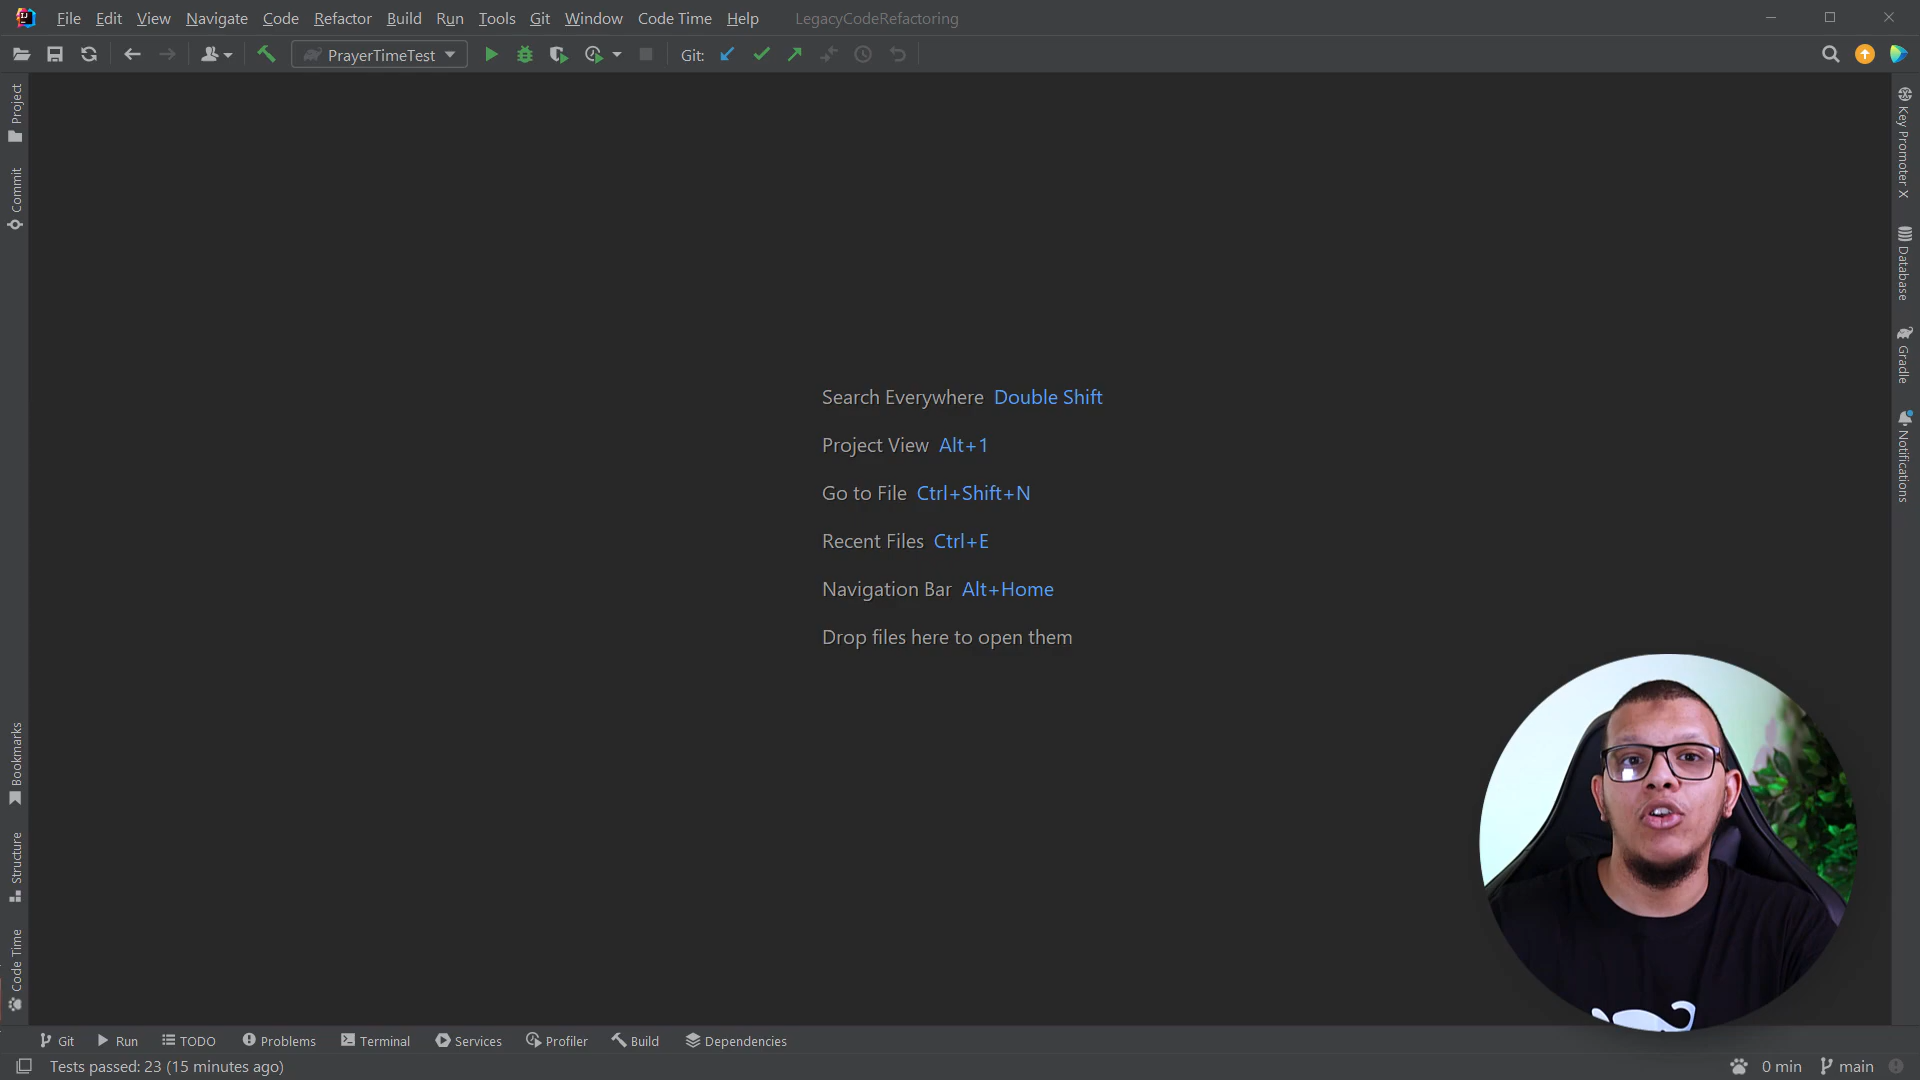 File Edit View Navigate Code Refactor Build Run Tools Git Window Code Time Help LegacyCodeRefactoring
PrayerTimeTest Git:
Project
Commit
Bookmarks
Structure
Code Time
Search Everywhere Double Shift
Project View Alt+1
Go to File Ctrl+Shift+N
Recent Files Ctrl+E
Navigation Bar Alt+Home
Drop files here to open them
Key Promoter X
Database
Gradle
Notifications
Git Run TODO Problems Terminal Services Profiler Build Dependencies
Tests passed: 23 (15 minutes ago) 0 min main